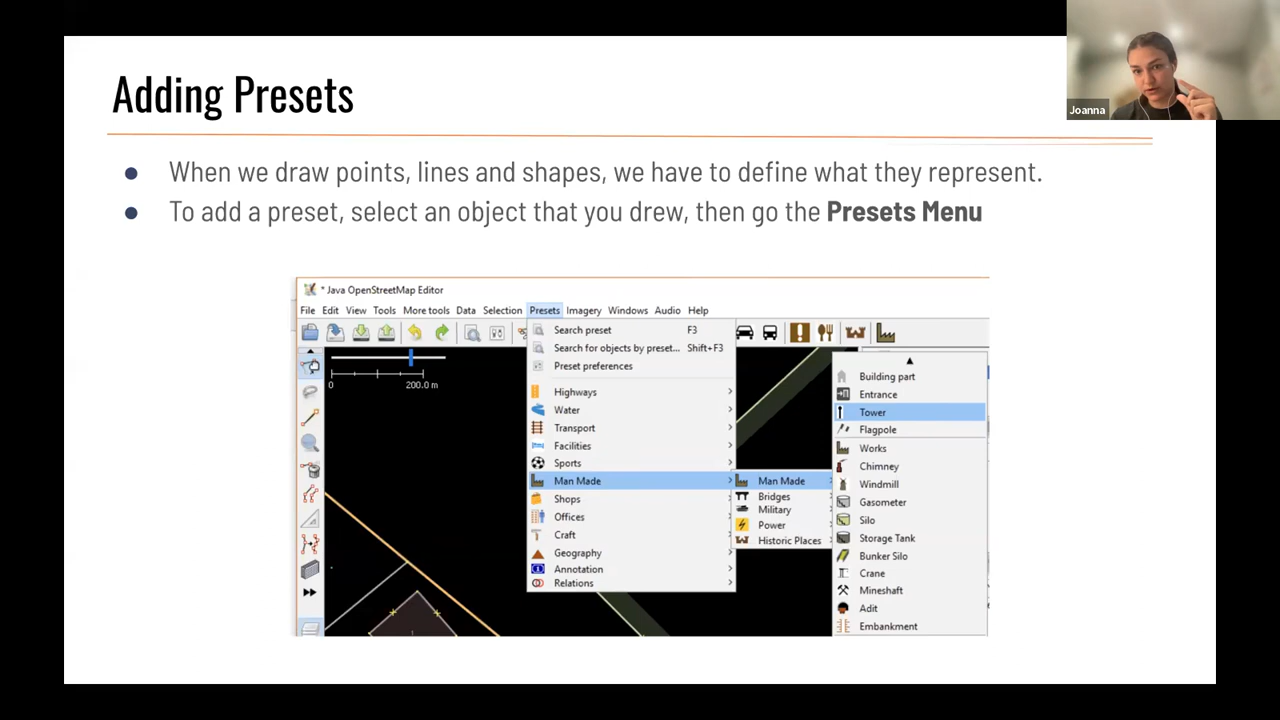 Adding Presets
Joanna
When we draw points, lines and shapes, we have to define what they represent.
To add a preset, select an object that you drew, then go the Presets Menu
* Java OpenStreetMap Editor
File Edit View Tools More tools Data Selection Presets Imagery Windows Audio Help
Search preset F3
Search for objects by preset... Shift+F3
Preset preferences
0 200.0 m
Highways
Water
Transport
Facilities
Sports
Man Made
Shops
Offices
Craft
Geography
Annotation
Relations
Man Made
Bridges
Military
Power
Historic Places
Building part
Entrance
Tower
Flagpole
Works
Chimney
Windmill
Gasometer
Silo
Storage Tank
Bunker Silo
Crane
Mineshaft
Adit
Embankment